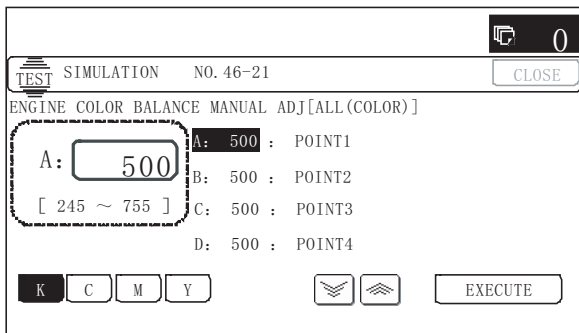 0
TEST SIMULATION NO. 46-21 CLOSE
ENGINE COLOR BALANCE MANUAL ADJ[ALL(COLOR)]
A: 500
[ 245 ~ 755 ]
A: 500 : POINT1
B: 500 : POINT2
C: 500 : POINT3
D: 500 : POINT4
K C M Y EXECUTE